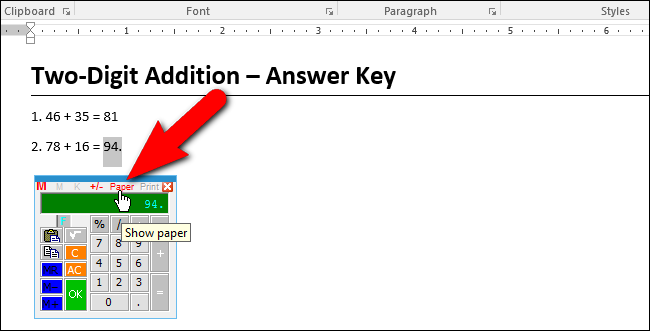 Clipboard Font Paragraph Styles
1 2 3 4 5 6
Two-Digit Addition – Answer Key
1. 46 + 35 = 81
2. 78 + 16 = 94.
M M K +/- Paper Print
94.
% /
Show paper
7 8 9
C
4 5 6 +
MR AC
1 2 3
M- OK =
0 .
M+